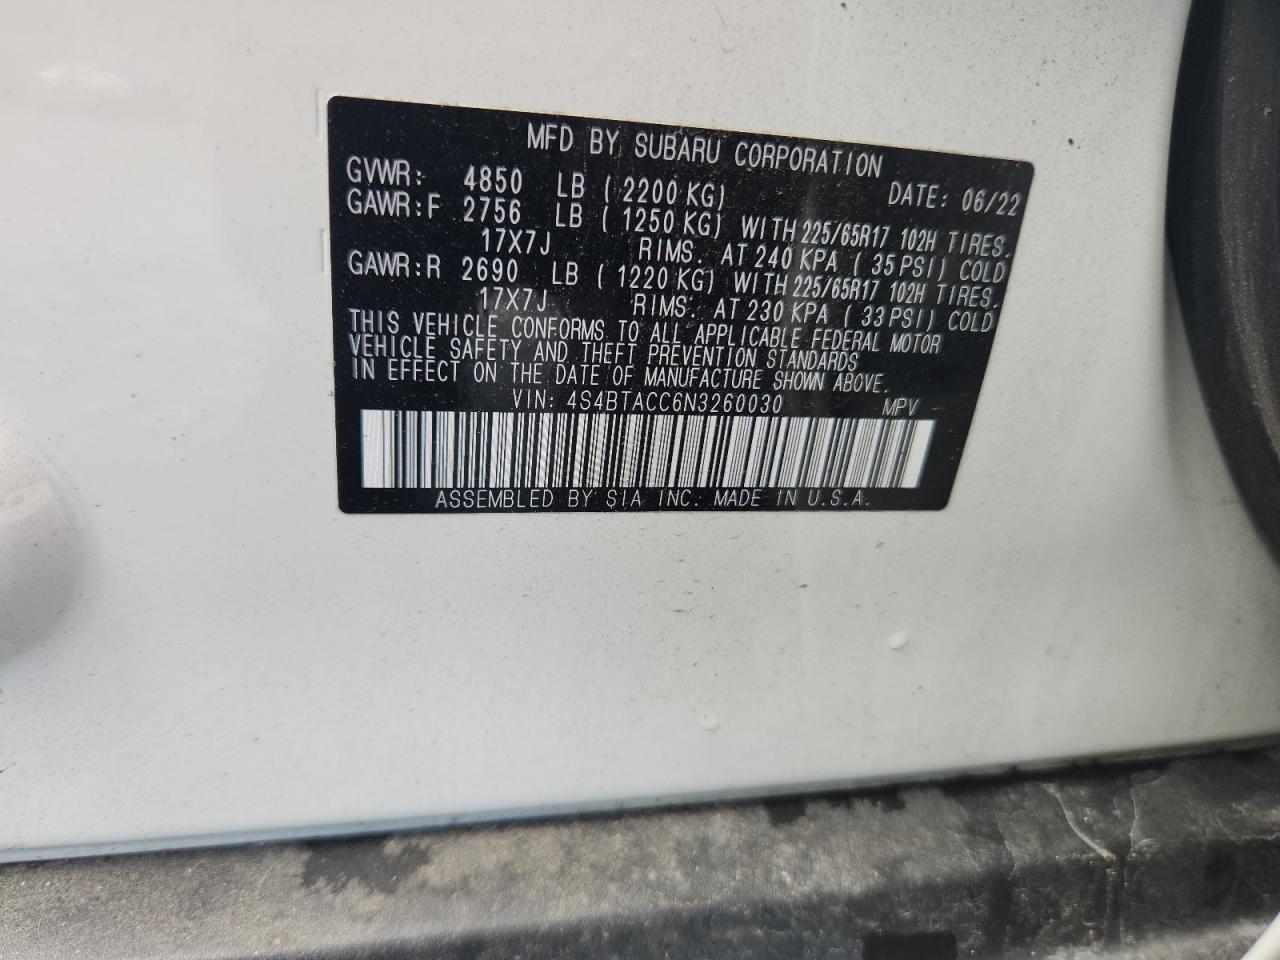 MFD BY SUBARU CORPORATION
GVWR: 4850 LB ( 2200 KG) DATE: 06/22
GAWR:F 2756 LB ( 1250 KG) WITH 225/65R17 102H TIRES.
17X7J RIMS. AT 240 KPA ( 35 PSI) COLD
GAWR:R 2690 LB ( 1220 KG) WITH 225/65R17 102H TIRES.
17X7J RIMS. AT 230 KPA ( 33 PSI) COLD
THIS VEHICLE CONFORMS TO ALL APPLICABLE FEDERAL MOTOR
VEHICLE SAFETY AND THEFT PREVENTION STANDARDS
IN EFFECT ON THE DATE OF MANUFACTURE SHOWN ABOVE.
VIN: 4S4BTACC6N3260030 MPV
ASSEMBLED BY SIA INC. MADE IN U.S.A.